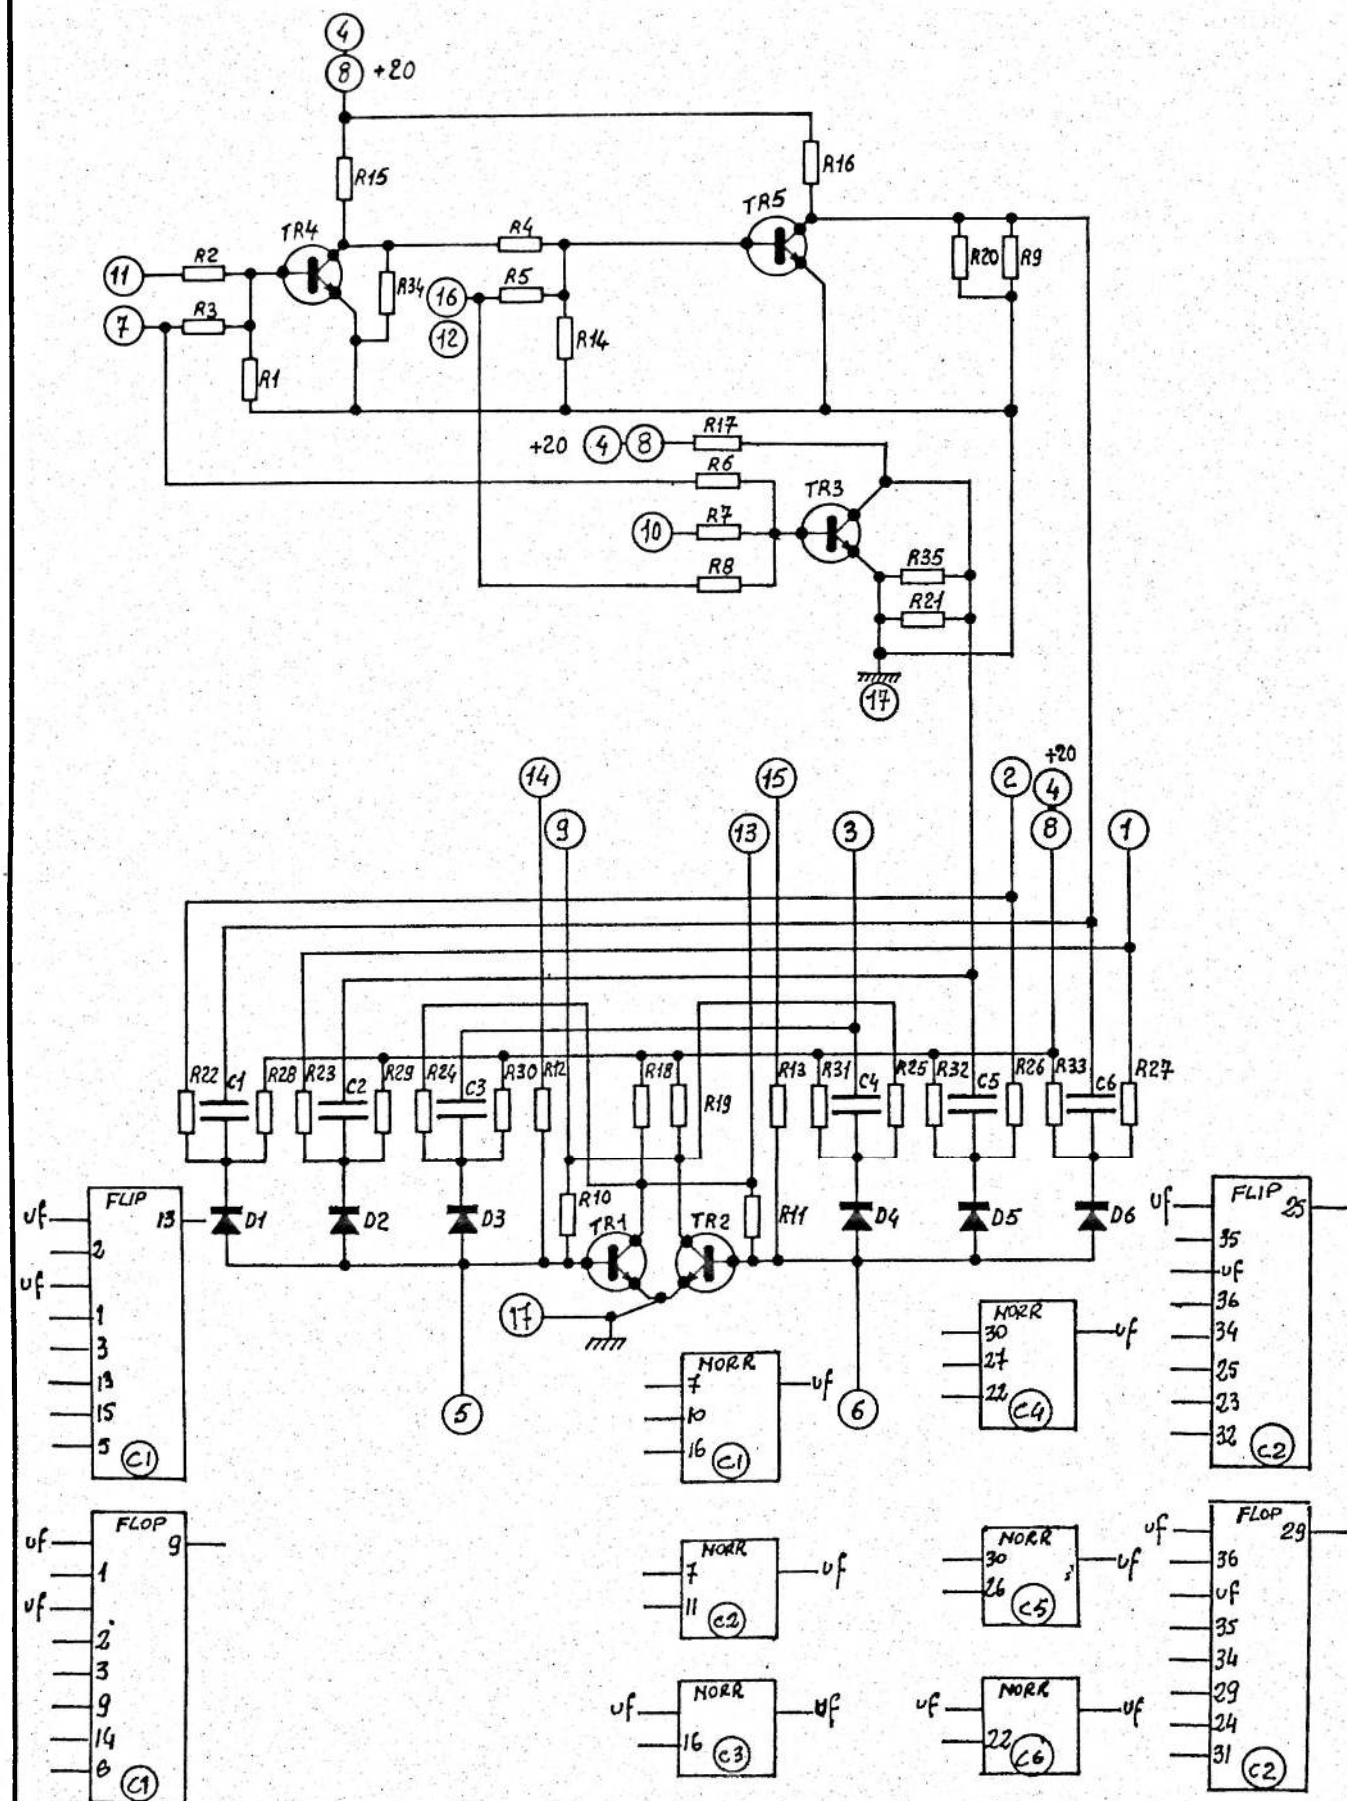 4
8 +20
R15
R16
TR4
TR5
R4
R2
11
R34
R5
16
R20
R9
R3
7
12
R14
R1
+20 4 8
R17
R6
TR3
10
R7
R8
R35
R21
17
14
15
2
+20
4
9
13
3
8
1
R22 C1 R28 R23 C2 R29 R24 C3 R30 R12 R18 R19 R13 R31 C4 R25 R32 C5 R26 R33 C6 R27
D1 D2 D3 R10 TR1 TR2 R11 D4 D5 D6
17
5
6
FLIP
uf 13
2
uf
1
3
13
15
5
C1
FLOP
uf 9
1
uf
2
3
9
14
6
C1
NORR
7 uf
10
16
C1
NORR
7 uf
11
C2
NORR
uf uf
16
C3
NORR
30 uf
27
22
C4
NORR
30 uf
26
C5
NORR
uf uf
22
C6
FLIP
uf 25
35
uf
36
34
25
23
32
C2
FLOP
uf 29
36
uf
35
34
29
24
31
C2